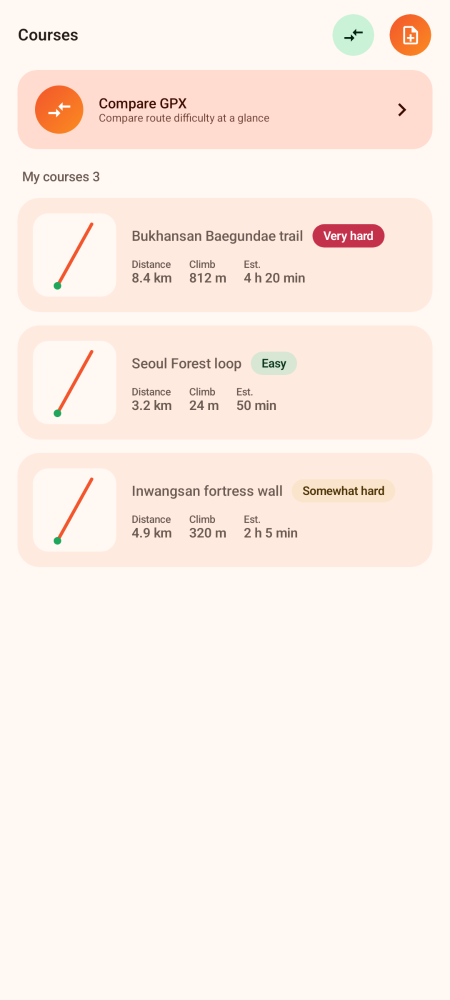 Courses
Compare GPX
Compare route difficulty at a glance
My courses 3
Bukhansan Baegundae trail Very hard
Distance Climb Est.
8.4 km 812 m 4 h 20 min
Seoul Forest loop Easy
Distance Climb Est.
3.2 km 24 m 50 min
Inwangsan fortress wall Somewhat hard
Distance Climb Est.
4.9 km 320 m 2 h 5 min